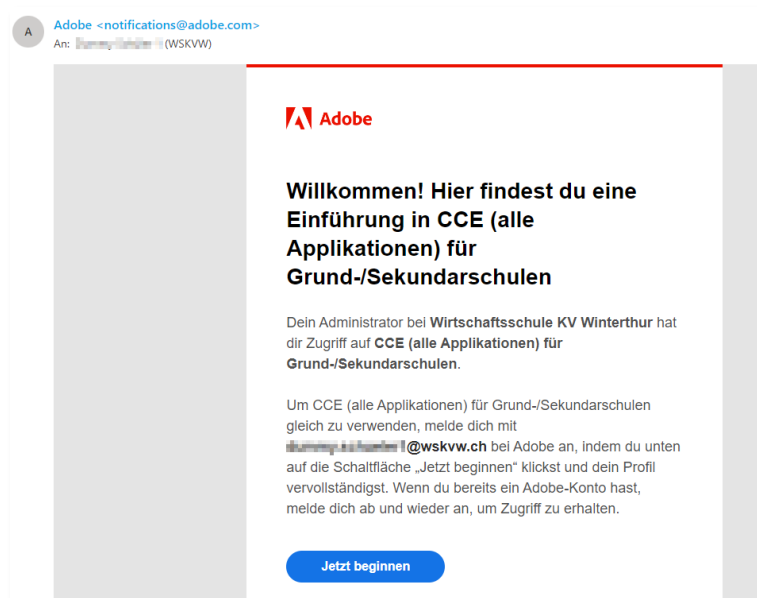 A
Adobe <notifications@adobe.com>
An: (WSKVW)
Adobe
Willkommen! Hier findest du eine
Einführung in CCE (alle
Applikationen) für
Grund-/Sekundarschulen
Dein Administrator bei Wirtschaftsschule KV Winterthur hat
dir Zugriff auf CCE (alle Applikationen) für
Grund-/Sekundarschulen.
Um CCE (alle Applikationen) für Grund-/Sekundarschulen
gleich zu verwenden, melde dich mit
@wskvw.ch bei Adobe an, indem du unten
auf die Schaltfläche „Jetzt beginnen“ klickst und dein Profil
vervollständigst. Wenn du bereits ein Adobe-Konto hast,
melde dich ab und wieder an, um Zugriff zu erhalten.
Jetzt beginnen